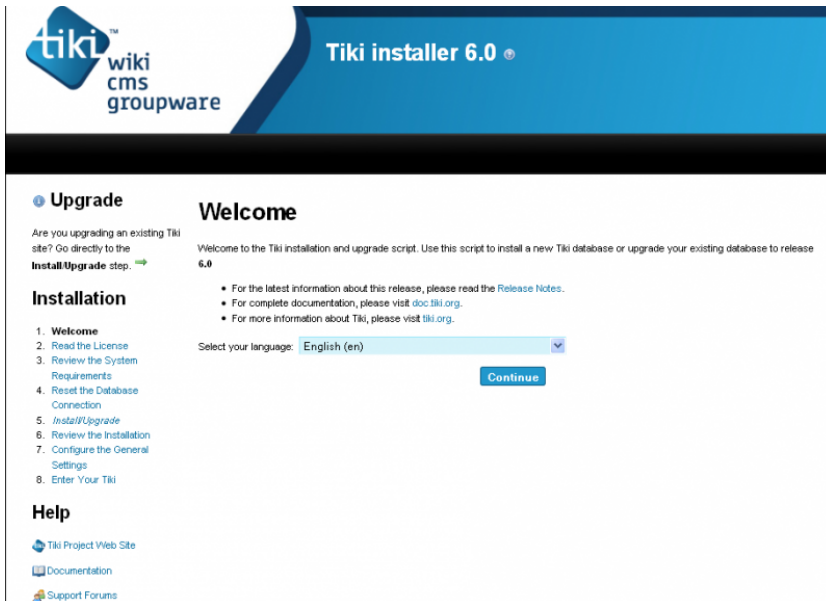 tiki™
wiki
cms
groupware
Tiki installer 6.0
Upgrade
Are you upgrading an existing Tiki
site? Go directly to the
Install/Upgrade step.
Installation
1. Welcome
2. Read the License
3. Review the System
Requirements
4. Reset the Database
Connection
5. Install/Upgrade
6. Review the Installation
7. Configure the General
Settings
8. Enter Your Tiki
Help
Tiki Project Web Site
Documentation
Support Forums
Welcome
Welcome to the Tiki installation and upgrade script. Use this script to install a new Tiki database or upgrade your existing database to release
6.0
• For the latest information about this release, please read the Release Notes.
• For complete documentation, please visit doc.tiki.org.
• For more information about Tiki, please visit tiki.org.
Select your language: English (en)
Continue